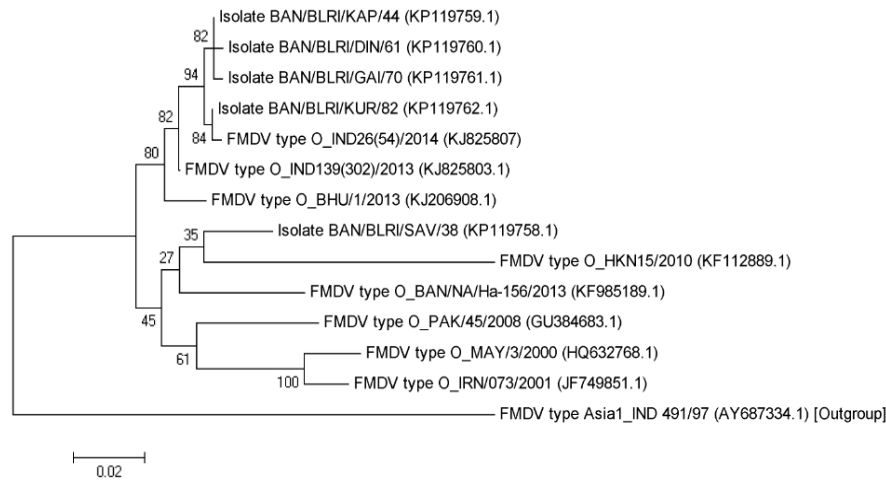 Isolate BAN/BLRI/KAP/44 (KP119759.1)
82
Isolate BAN/BLRI/DIN/61 (KP119760.1)
94
Isolate BAN/BLRI/GAI/70 (KP119761.1)
Isolate BAN/BLRI/KUR/82 (KP119762.1)
82
84
FMDV type O_IND26(54)/2014 (KJ825807)
80
FMDV type O_IND139(302)/2013 (KJ825803.1)
FMDV type O_BHU/1/2013 (KJ206908.1)
35
Isolate BAN/BLRI/SAV/38 (KP119758.1)
27
FMDV type O_HKN15/2010 (KF112889.1)
FMDV type O_BAN/NA/Ha-156/2013 (KF985189.1)
45
FMDV type O_PAK/45/2008 (GU384683.1)
61
FMDV type O_MAY/3/2000 (HQ632768.1)
100
FMDV type O_IRN/073/2001 (JF749851.1)
FMDV type Asia1_IND 491/97 (AY687334.1) [Outgroup]
0.02